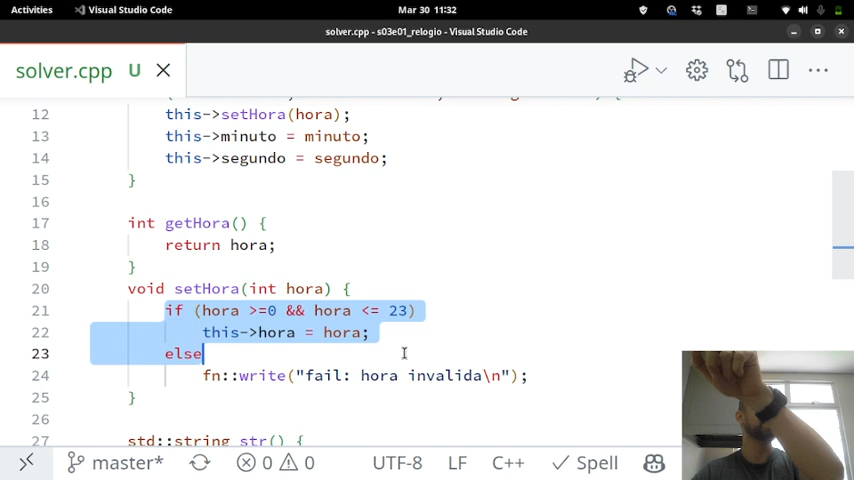 Activities Visual Studio Code Mar 30 11:32
solver.cpp - s03e01_relogio - Visual Studio Code
solver.cpp U
12 this->setHora(hora);
13 this->minuto = minuto;
14 this->segundo = segundo;
15 }
16
17 int getHora() {
18 return hora;
19 }
20 void setHora(int hora) {
21 if (hora >=0 && hora <= 23)
22 this->hora = hora;
23 else
24 fn::write("fail: hora invalida\n");
25 }
26
27 std::string str() {
master* 0 0 UTF-8 LF C++ Spell